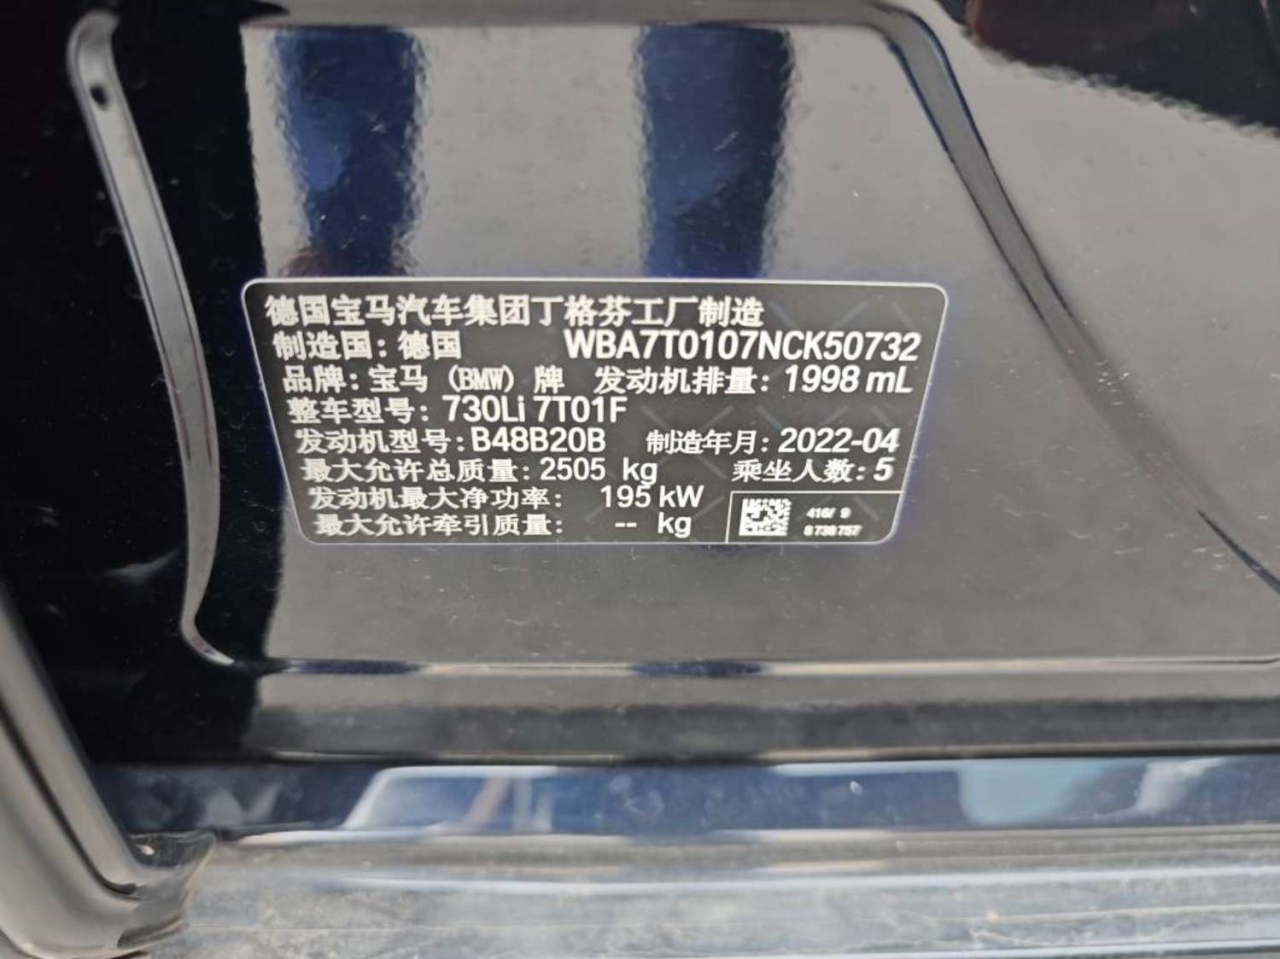 德国宝马汽车集团丁格芬工厂制造
制造国：德国 WBA7T0107NCK50732
品牌：宝马（BMW）牌 发动机排量：1998 mL
整车型号：730Li 7T01F
发动机型号：B48B20B 制造年月：2022-04
最大允许总质量：2505 kg 乘坐人数：5
发动机最大净功率： 195 kW
最大允许牵引质量： -- kg
416/ 9
8738757